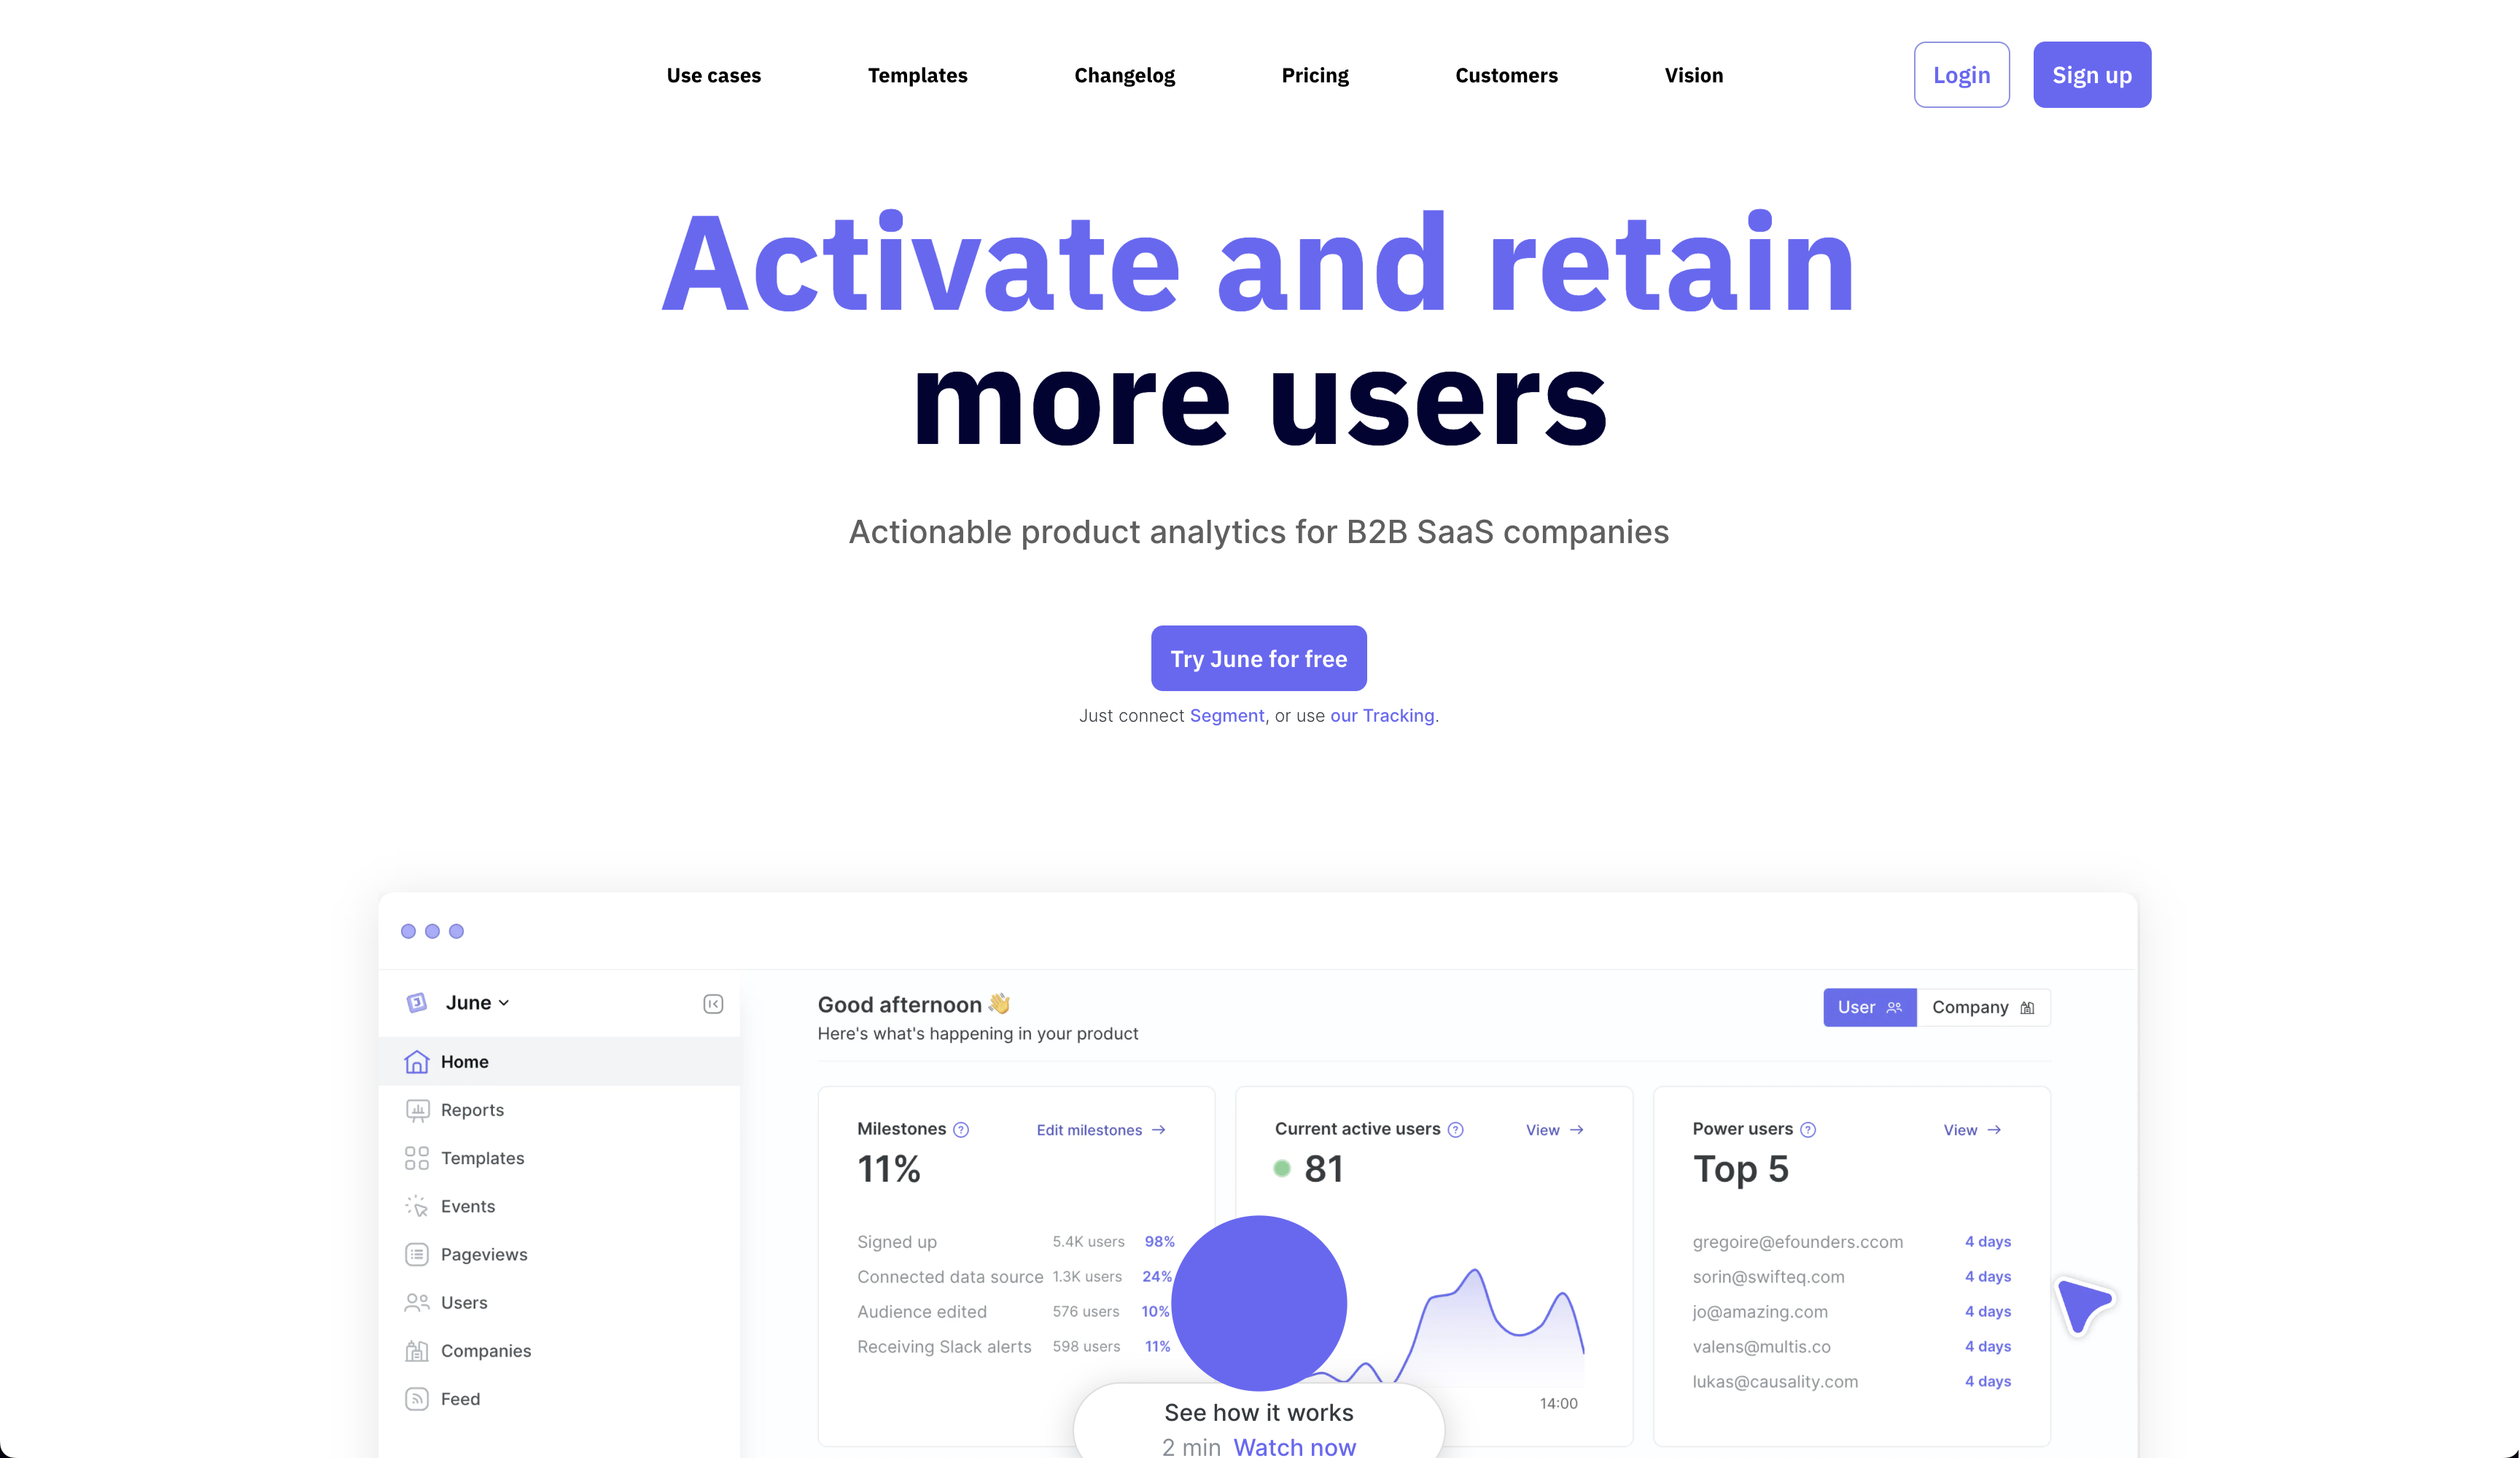 Use cases Templates Changelog Pricing Customers Vision Login Sign up
Activate and retain
more users
Actionable product analytics for B2B SaaS companies
Try June for free
Just connect Segment, or use our Tracking.
June
Home
Reports
Templates
Events
Pageviews
Users
Companies
Feed
Good afternoon 👋
Here's what's happening in your product
User Company
Milestones ? Edit milestones →
11%
Signed up 5.4K users 98%
Connected data source 1.3K users 24%
Audience edited 576 users 10%
Receiving Slack alerts 598 users 11%
Current active users ? View →
81
14:00
Power users ? View →
Top 5
gregoire@efounders.ccom 4 days
sorin@swifteq.com 4 days
jo@amazing.com 4 days
valens@multis.co 4 days
lukas@causality.com 4 days
See how it works
2 min Watch now